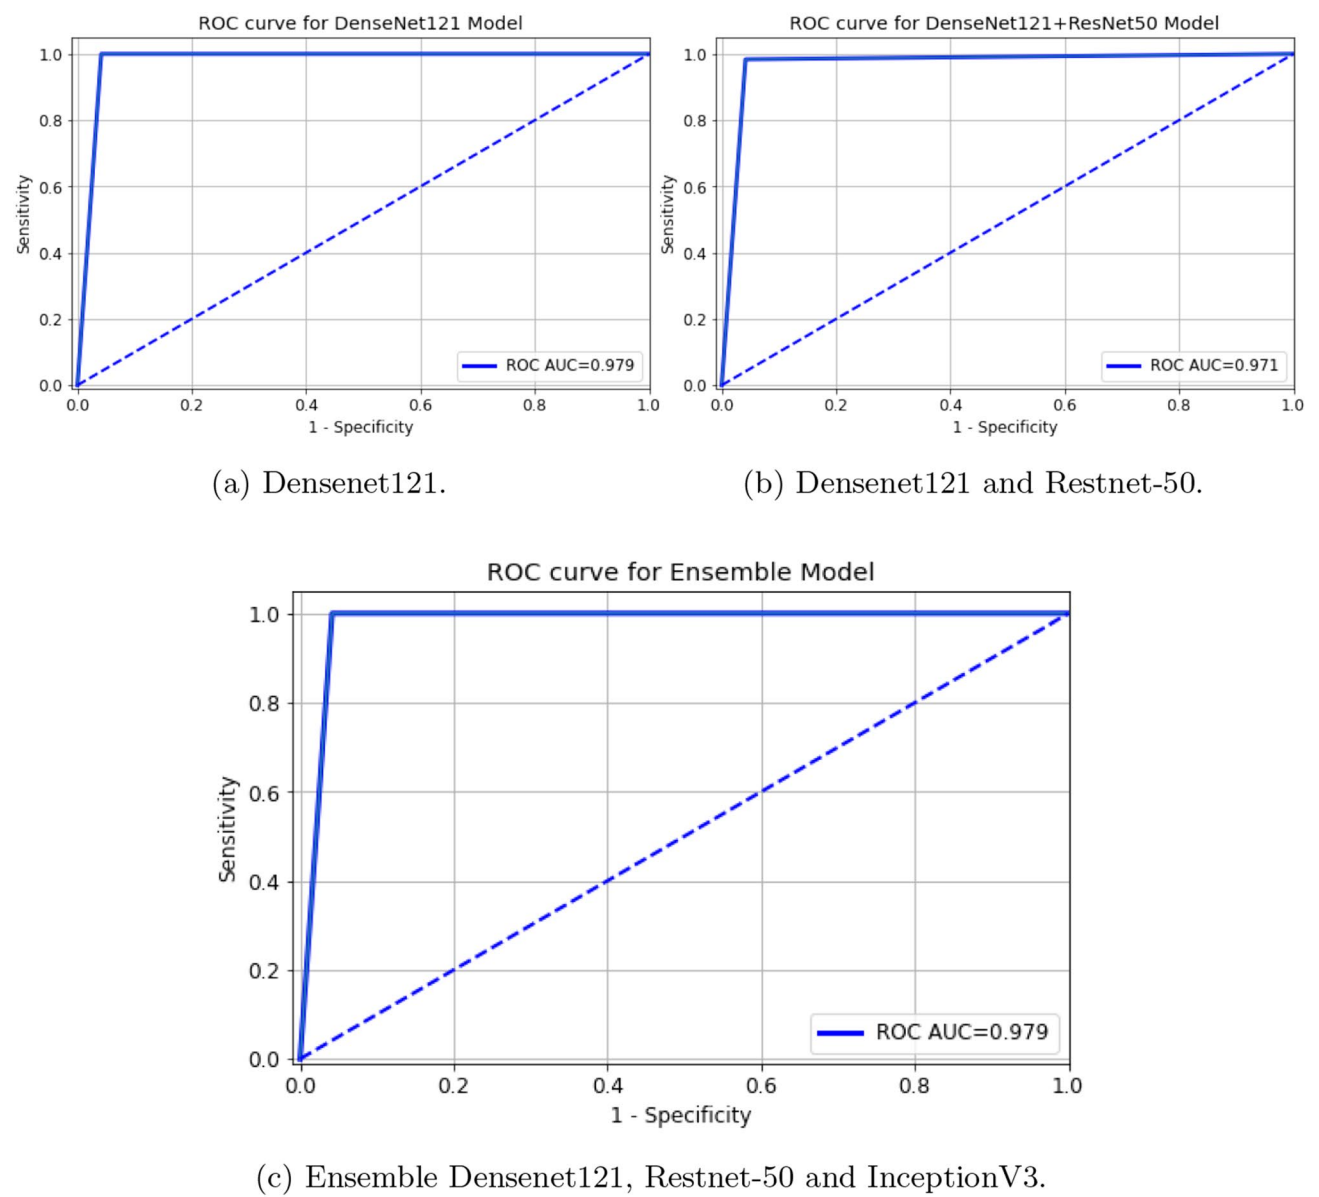 ROC curve for DenseNet121 Model
1.0
0.8
0.6
0.4
0.2
0.0
Sensitivity
ROC AUC=0.979
0.0 0.2 0.4 0.6 0.8 1.0
1 - Specificity
(a) Densenet121.
ROC curve for DenseNet121+ResNet50 Model
1.0
0.8
0.6
0.4
0.2
0.0
Sensitivity
ROC AUC=0.971
0.0 0.2 0.4 0.6 0.8 1.0
1 - Specificity
(b) Densenet121 and Restnet-50.
ROC curve for Ensemble Model
1.0
0.8
0.6
0.4
0.2
0.0
Sensitivity
ROC AUC=0.979
0.0 0.2 0.4 0.6 0.8 1.0
1 - Specificity
(c) Ensemble Densenet121, Restnet-50 and InceptionV3.